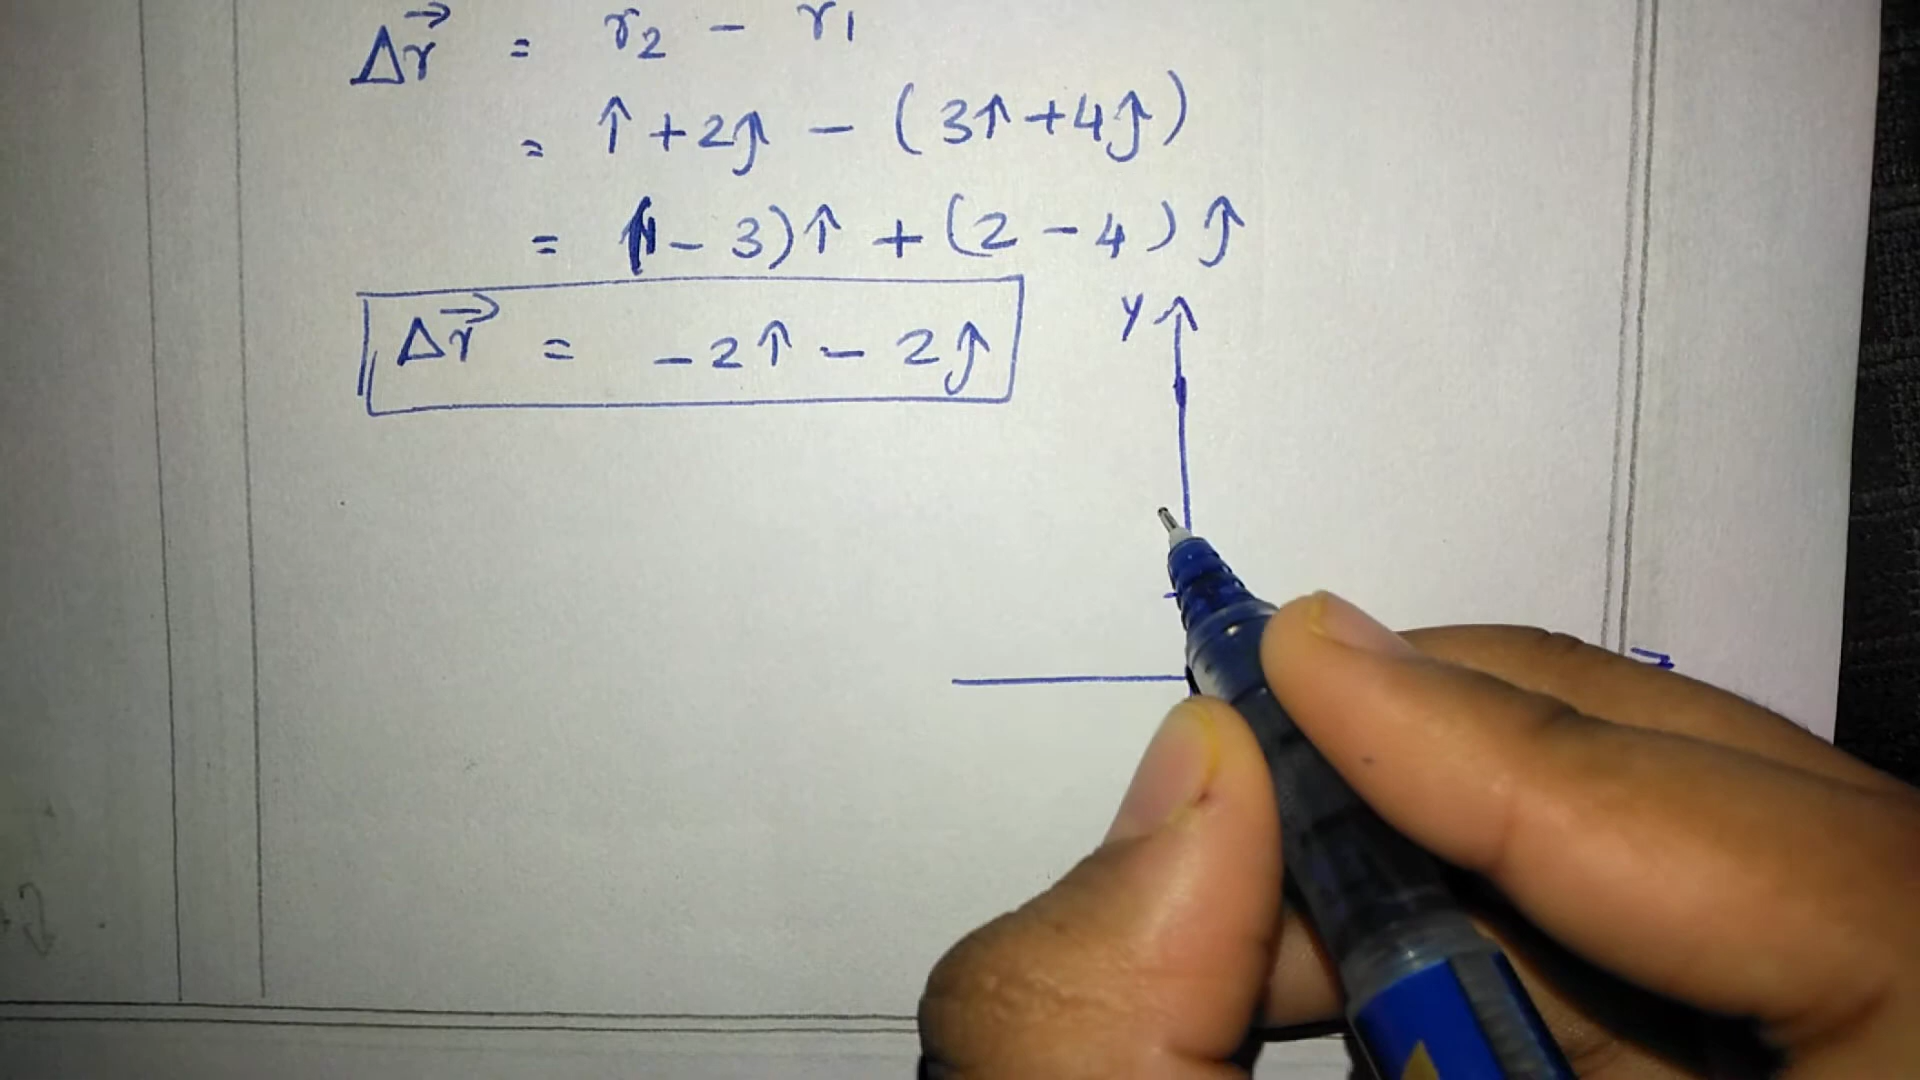 Δr⃗ = r2 - r1
= î + 2ĵ - (3î + 4ĵ)
= (1 - 3)î + (2 - 4)ĵ
Δr⃗ = -2î - 2ĵ
y